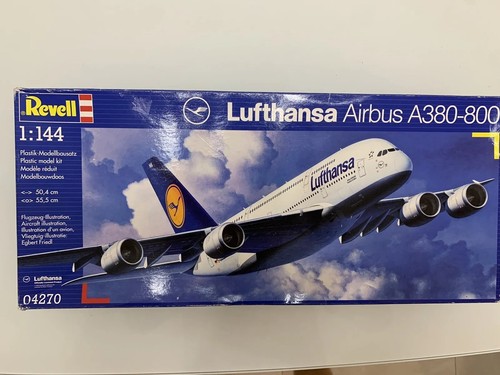 Revell
Lufthansa Airbus A380-800
1:144
Plastik-Modellbausatz
Plastic model kit
Modèle réduit
Modelbouwdoos
<-> 50,4 cm
<o> 55,5 cm
Flugzeug-Illustration,
Aircraft illustration,
Illustration d'un avion,
Vliegtuig-illustratie:
Egbert Friedl
Lufthansa
04270
Lufthansa